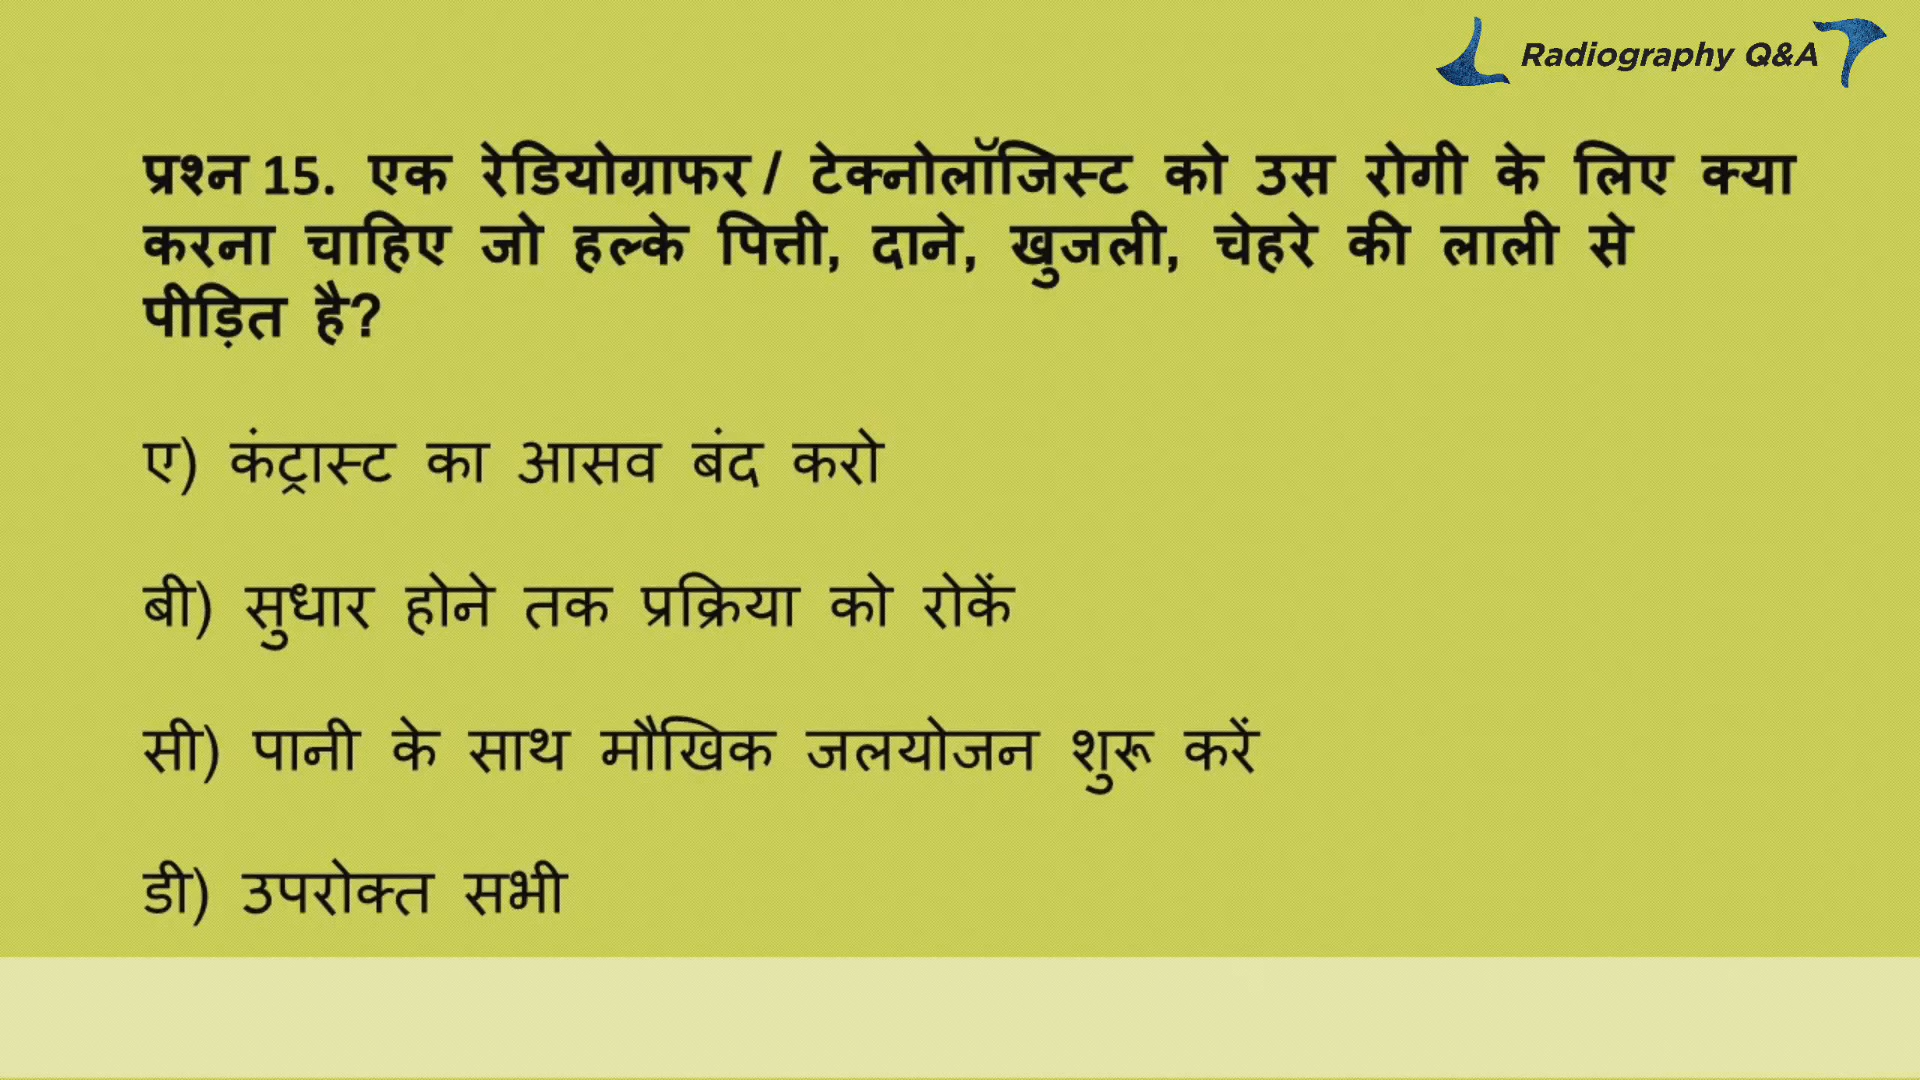 Radiography Q&A
प्रश्न 15. एक रेडियोग्राफर / टेक्नोलॉजिस्ट को उस रोगी के लिए क्या
करना चाहिए जो हल्के पित्ती, दाने, खुजली, चेहरे की लाली से
पीड़ित है?
ए) कंट्रास्ट का आसव बंद करो
बी) सुधार होने तक प्रक्रिया को रोकें
सी) पानी के साथ मौखिक जलयोजन शुरू करें
डी) उपरोक्त सभी